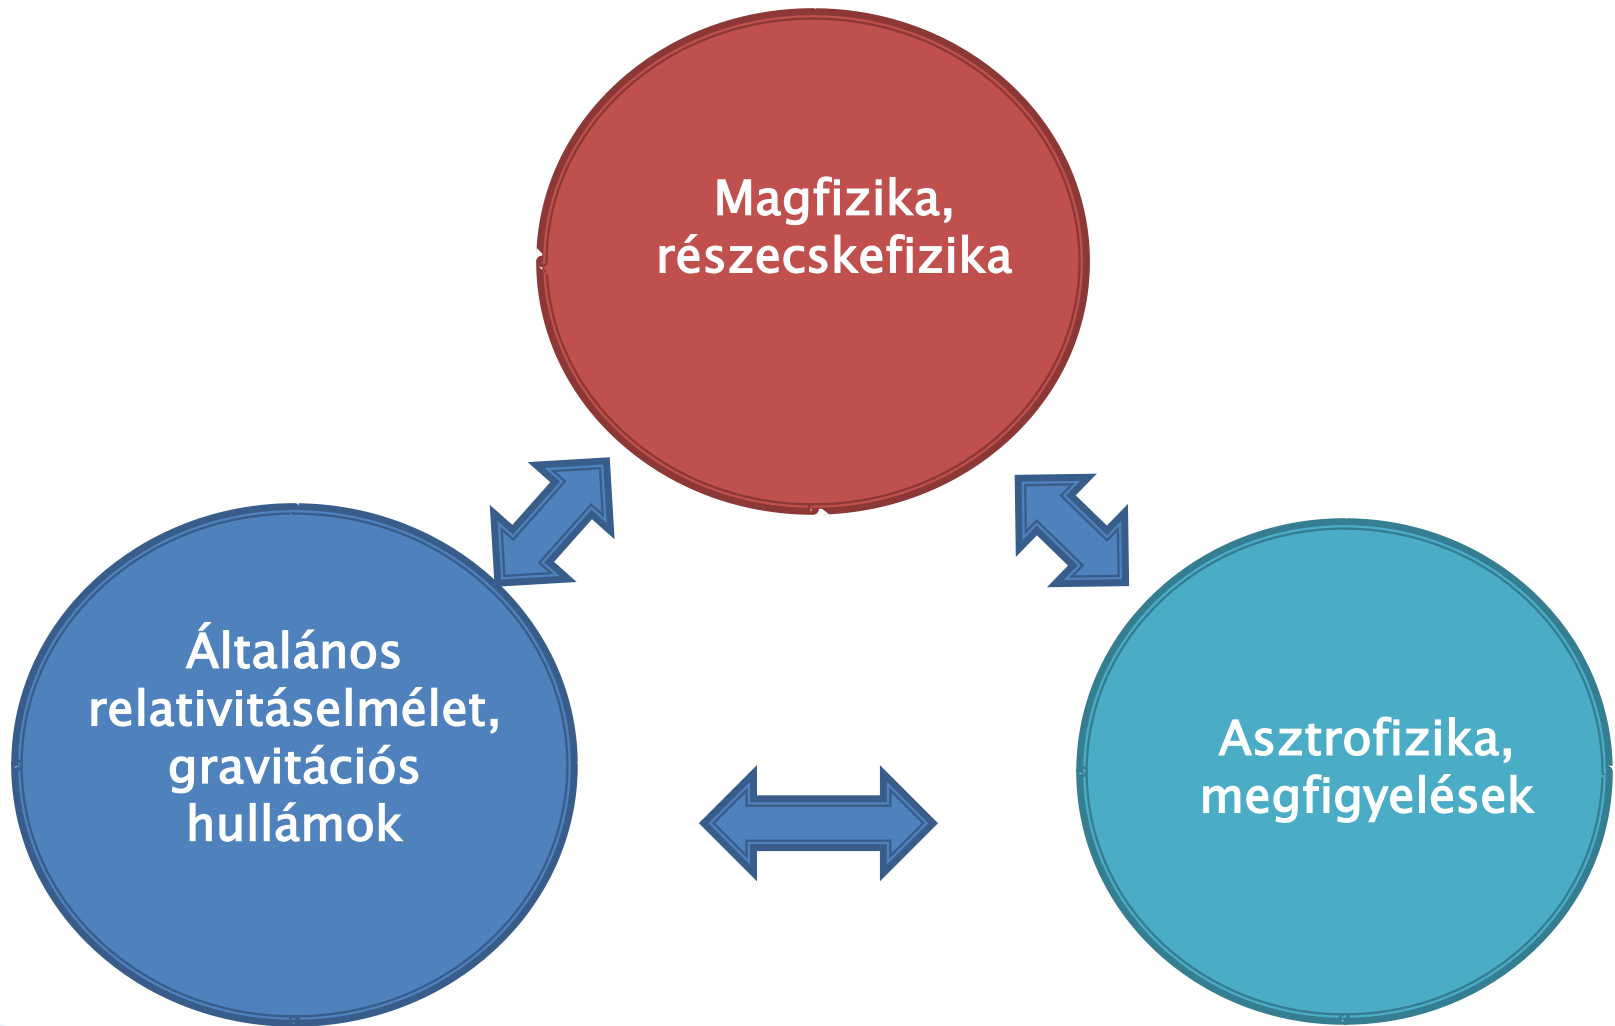 Magfizika,
részecskefizika
Általános
relativitáselmélet,
gravitációs
hullámok
Asztrofizika,
megfigyelések